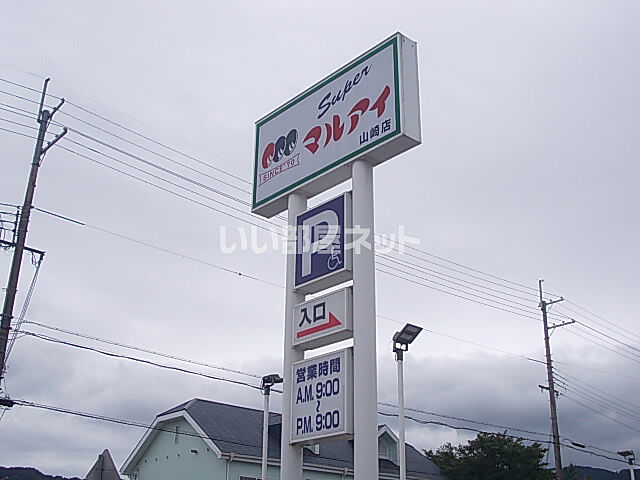 Super
マルアイ
SINCE '90
山崎店
いい部屋ネット
P
入口
営業時間
A.M. 9:00
~
P.M. 9:00